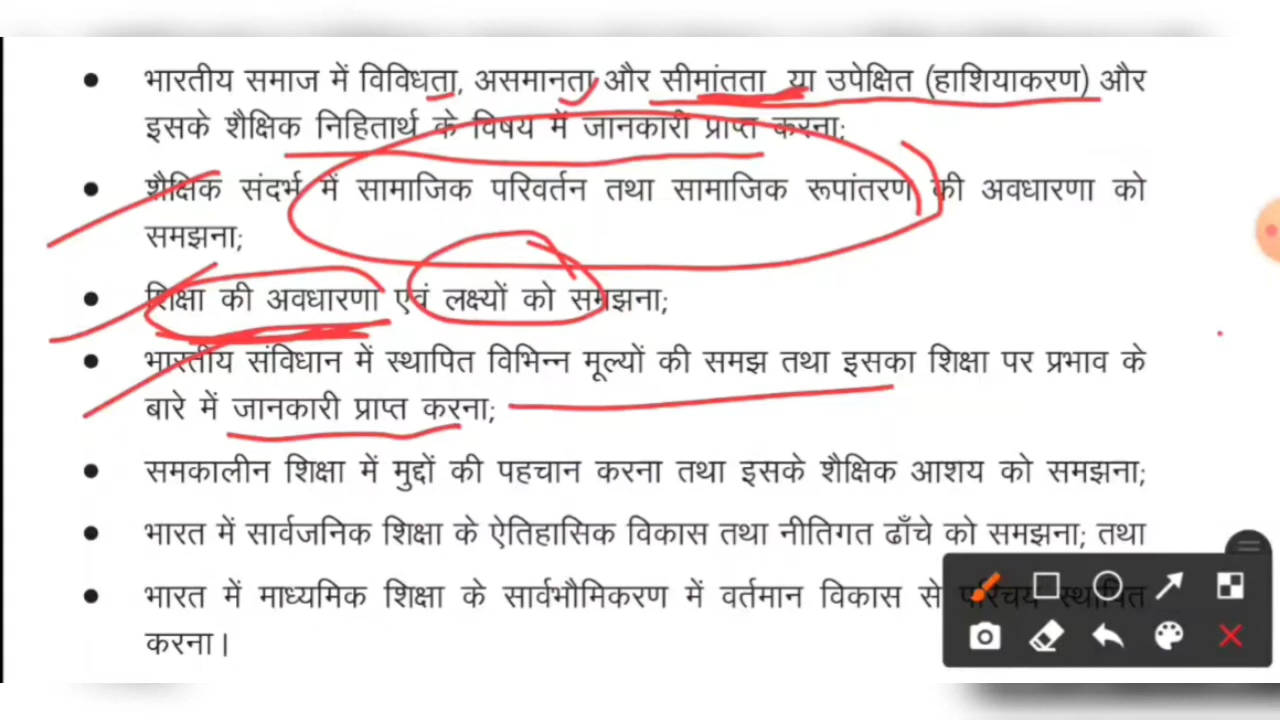 • भारतीय समाज में विविधता, असमानता और सीमांतता या उपेक्षित (हाशियाकरण) और
इसके शैक्षिक निहितार्थ के विषय में जानकारी प्राप्त करना;
• शैक्षिक संदर्भ में सामाजिक परिवर्तन तथा सामाजिक रूपांतरण की अवधारणा को
समझना;
• शिक्षा की अवधारणा एवं लक्ष्यों को समझना;
• भारतीय संविधान में स्थापित विभिन्न मूल्यों की समझ तथा इसका शिक्षा पर प्रभाव के
बारे में जानकारी प्राप्त करना;
• समकालीन शिक्षा में मुद्दों की पहचान करना तथा इसके शैक्षिक आशय को समझना;
• भारत में सार्वजनिक शिक्षा के ऐतिहासिक विकास तथा नीतिगत ढाँचे को समझना; तथा
• भारत में माध्यमिक शिक्षा के सार्वभौमिकरण में वर्तमान विकास से परिचय स्थापित
करना।